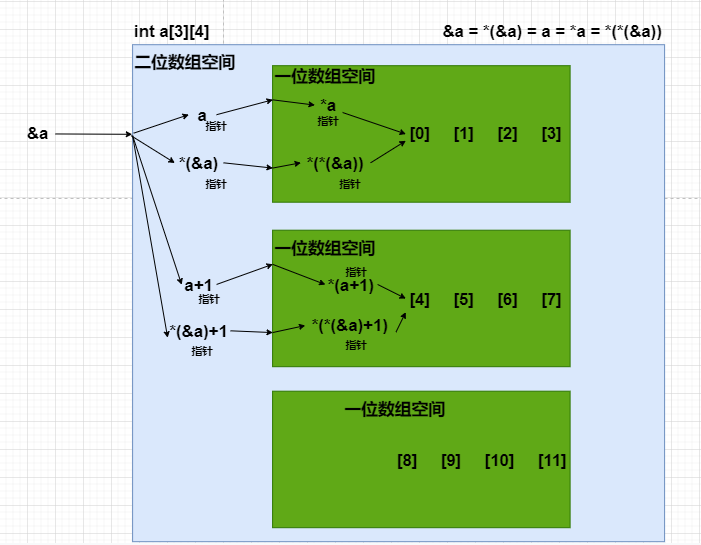 int a[3][4]
&a = *(&a) = a = *a = *(*(&a))
二位数组空间
一位数组空间
&a
a
指针
*a
指针
[0] [1] [2] [3]
*(&a)
指针
*(*(&a))
指针
一位数组空间
a+1
指针
指针
*(a+1)
[4] [5] [6] [7]
*(&a)+1
指针
*(*(&a)+1)
指针
一位数组空间
[8] [9] [10] [11]